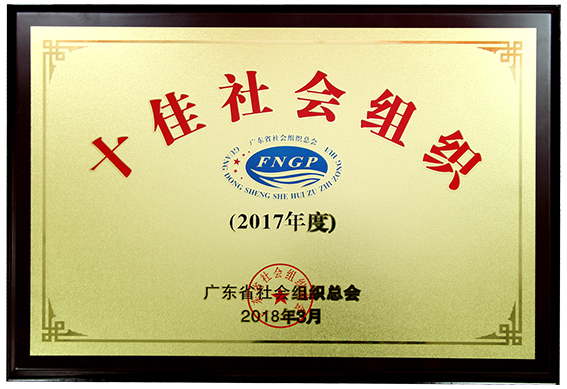 十佳社会组织
广东省社会组织总会
FNGP
GUANG DONG SHENG SHE HUI ZU ZHI ZONG HUI
(2017年度)
广东省社会组织总会
2018年3月